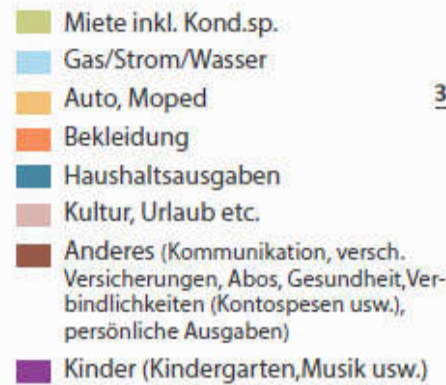 Miete inkl. Kond.sp.
Gas/Strom/Wasser
Auto, Moped
3
Bekleidung
Haushaltsausgaben
Kultur, Urlaub etc.
Anderes (Kommunikation, versch.
Versicherungen, Abos, Gesundheit,Ver-
bindlichkeiten (Kontospesen usw.),
persönliche Ausgaben)
Kinder (Kindergarten,Musik usw.)